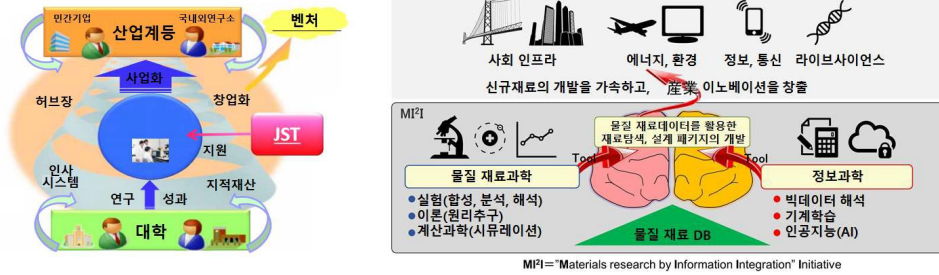 민간기업
국내외연구소
산업계등
벤처
사업화
허브장
창업화
JST
지원
인사
시스템
연구
성과
지적재산
대학
사회 인프라
에너지, 환경
정보, 통신
라이브사이언스
신규재료의 개발을 가속하고, 産業 이노베이션을 창출
MI²I
물질 재료데이터를 활용한
재료탐색, 설계 패키지의 개발
Tool
Tool
물질 재료과학
●실험(합성, 분석, 해석)
●이론(원리추구)
●계산과학(시뮤레이션)
정보과학
● 빅데이터 해석
● 기계학습
● 인공지능(AI)
물질 재료 DB
MI²I="Materials research by Information Integration" Initiative